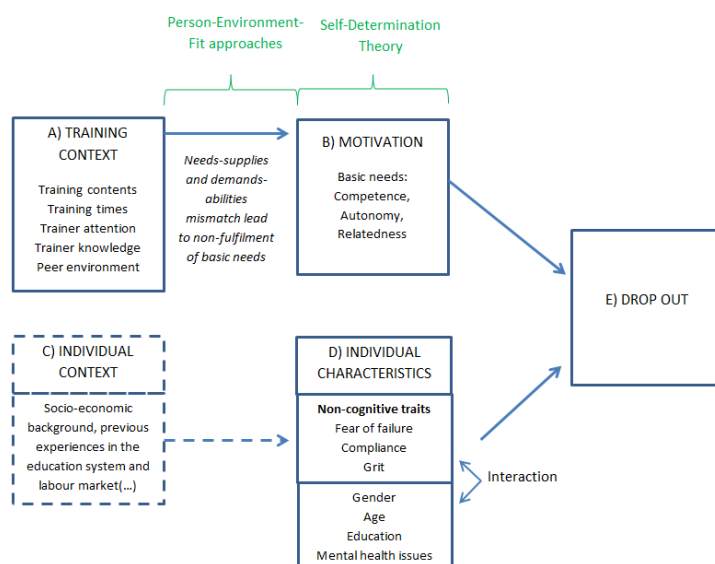 Person-Environment-
Fit approaches
Self-Determination
Theory
A) TRAINING
CONTEXT
Training contents
Training times
Trainer attention
Trainer knowledge
Peer environment
Needs-supplies
and demands-
abilities
mismatch lead
to non-fulfilment
of basic needs
B) MOTIVATION
Basic needs:
Competence,
Autonomy,
Relatedness
E) DROP OUT
C) INDIVIDUAL
CONTEXT
Socio-economic
background, previous
experiences in the
education system and
labour market(...)
D) INDIVIDUAL
CHARACTERISTICS
Non-cognitive traits
Fear of failure
Compliance
Grit
Gender
Age
Education
Mental health issues
Interaction